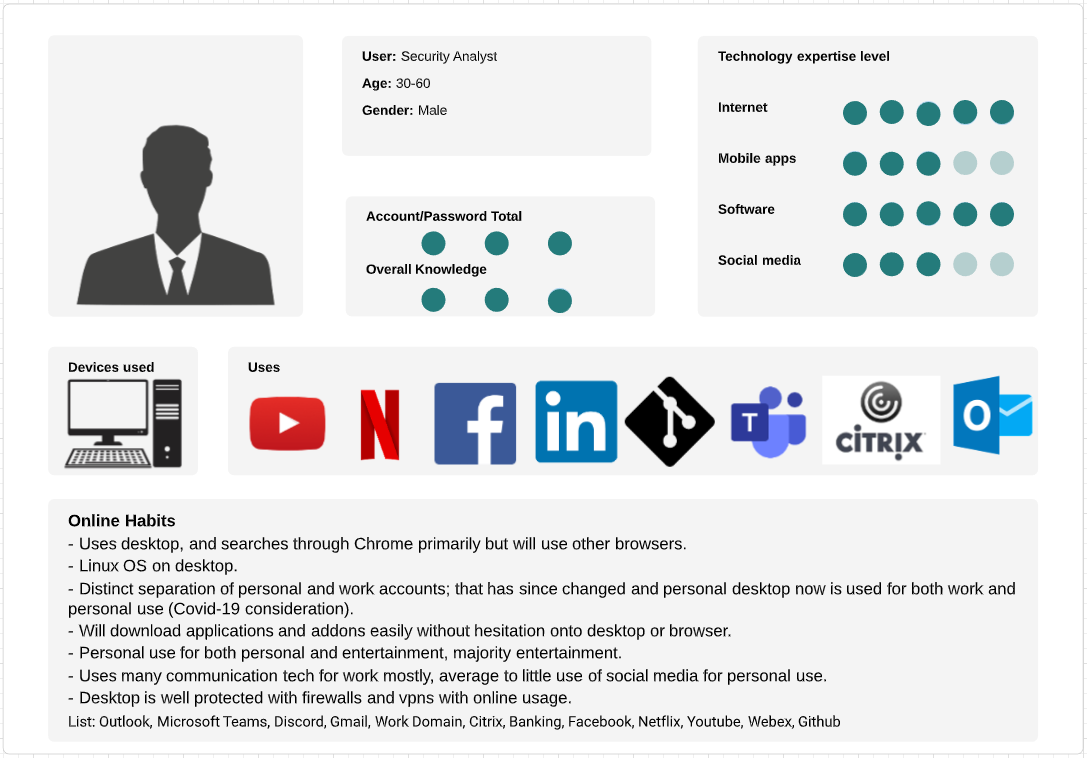 User: Security Analyst
Age: 30-60
Gender: Male
Technology expertise level
Internet
Mobile apps
Software
Social media
Account/Password Total
Overall Knowledge
Devices used
Uses
N
f
in
T
CİTRIX
O
Online Habits
- Uses desktop, and searches through Chrome primarily but will use other browsers.
- Linux OS on desktop.
- Distinct separation of personal and work accounts; that has since changed and personal desktop now is used for both work and
personal use (Covid-19 consideration).
- Will download applications and addons easily without hesitation onto desktop or browser.
- Personal use for both personal and entertainment, majority entertainment.
- Uses many communication tech for work mostly, average to little use of social media for personal use.
- Desktop is well protected with firewalls and vpns with online usage.
List: Outlook, Microsoft Teams, Discord, Gmail, Work Domain, Citrix, Banking, Facebook, Netflix, Youtube, Webex, Github